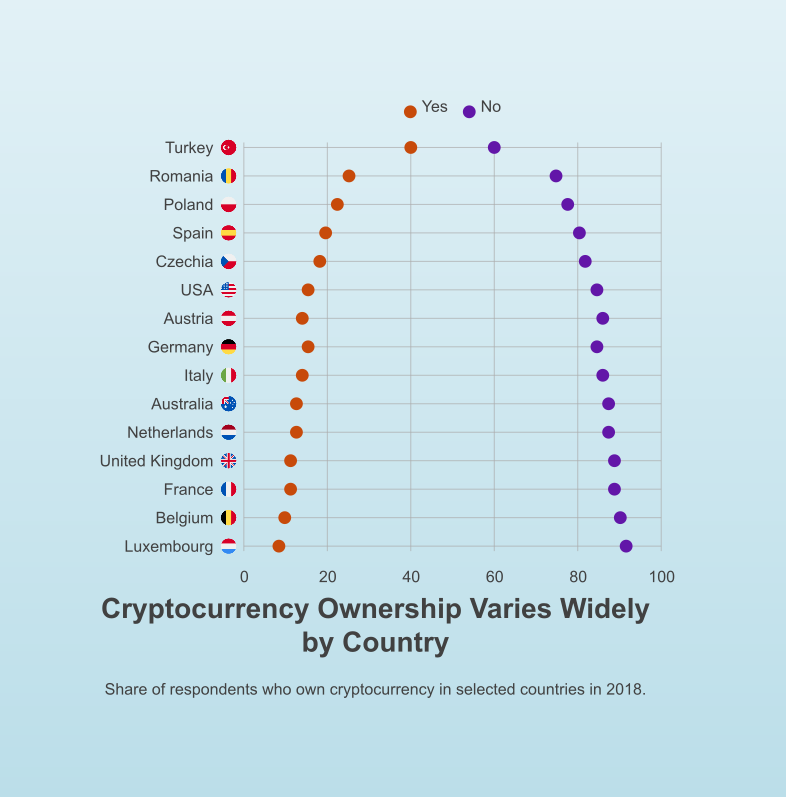 Yes No
Turkey
Romania
Poland
Spain
Czechia
USA
Austria
Germany
Italy
Australia
Netherlands
United Kingdom
France
Belgium
Luxembourg
0 20 40 60 80 100
Cryptocurrency Ownership Varies Widely
by Country
Share of respondents who own cryptocurrency in selected countries in 2018.